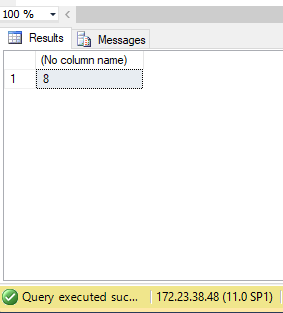 100 %
Results Messages
(No column name)
1 8
Query executed suc... 172.23.38.48 (11.0 SP1)